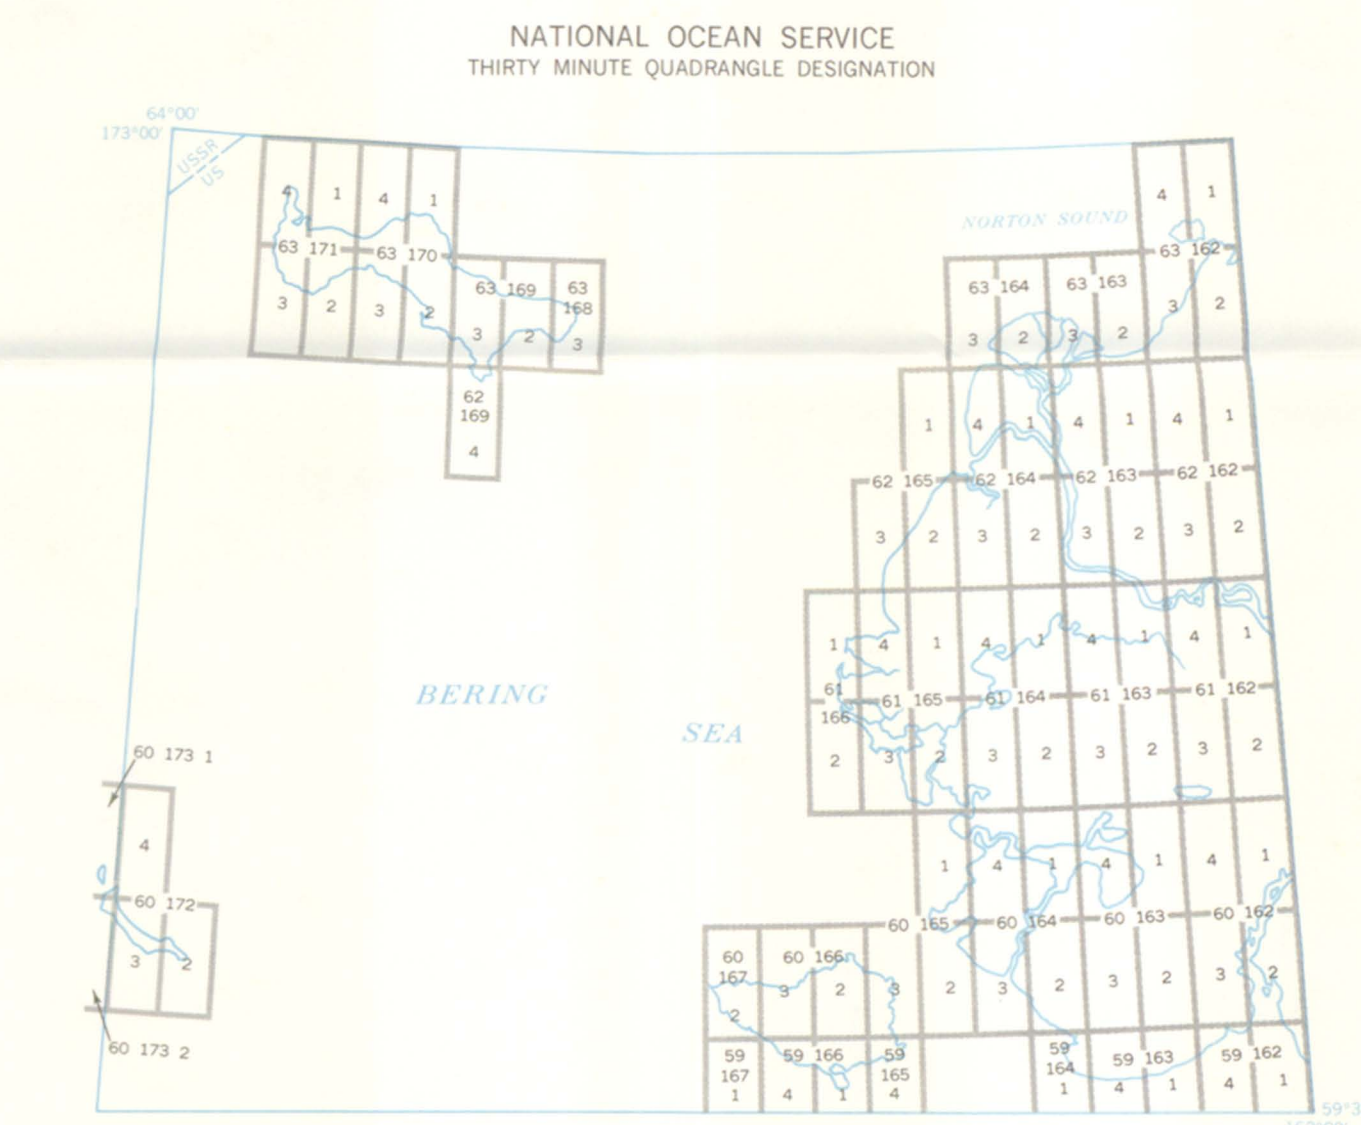 NATIONAL OCEAN SERVICE
THIRTY MINUTE QUADRANGLE DESIGNATION
64°00'
173°00'
USSR
US
4 1 4 1
63 171 63 170
3 2 3 2
63 169 63
168
3 2 3
62
169
4
NORTON SOUND
4 1
63 162
63 164 63 163
3 2 3 2 3 2
1 4 1 4 1 4 1
62 165 62 164 62 163 62 162
3 2 3 2 3 2 3 2
1 4 1 4 1 4 1 4 1
61
166
61 165 61 164 61 163 61 162
2 3 2 3 2 3 2 3 2
BERING
SEA
60 173 1
4
60 172
3 2
60 173 2
1 4 1 4 1 4 1
60 165 60 164 60 163 60 162
60
167
2
60 166
3 2 3 2 3 2 3 2 3 2
59
167
1
59 166
4 1
59
165
4
59
164
1
59 163
4 1
59 162
4 1
59°3